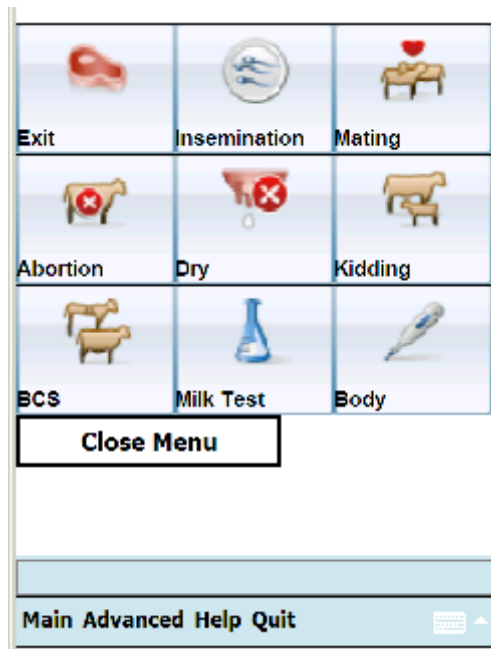 Exit Insemination Mating
Abortion Dry Kidding
BCS Milk Test Body
Close Menu
Main Advanced Help Quit